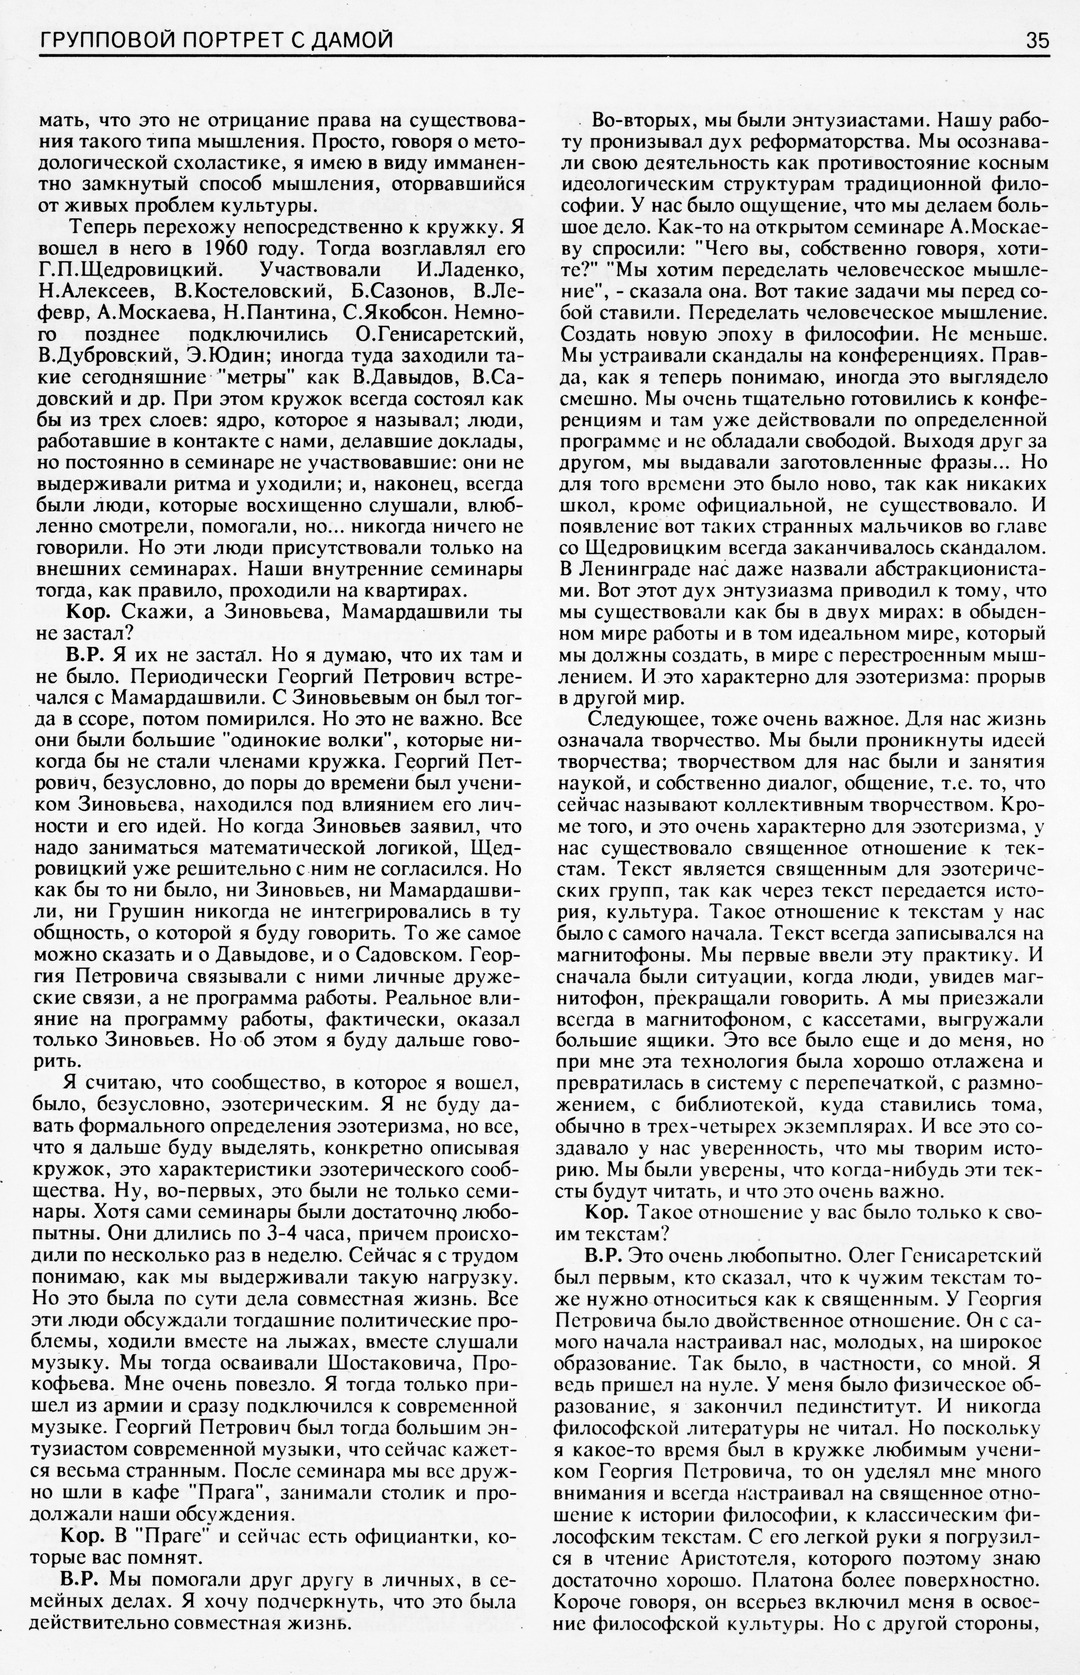 ГРУППОВОЙ ПОРТРЕТ С ДАМОЙ 35
мать, что это не отрицание права на существова-
ния такого типа мышления. Просто, говоря о мето-
дологической схоластике, я имею в виду имманен-
тно замкнутый способ мышления, оторвавшийся
от живых проблем культуры.
Теперь перехожу непосредственно к кружку. Я
вошел в него в 1960 году. Тогда возглавлял его
Г.П.Щедровицкий. Участвовали И.Ладенко,
Н.Алексеев, В.Костеловский, Б.Сазонов, В.Ле-
февр, А.Москаева, Н.Пантина, С.Якобсон. Немно-
го позднее подключились О.Генисаретский,
В.Дубровский, Э.Юдин; иногда туда заходили та-
кие сегодняшние "метры" как В.Давыдов, В.Са-
довский и др. При этом кружок всегда состоял как
бы из трех слоев: ядро, которое я называл; люди,
работавшие в контакте с нами, делавшие доклады,
но постоянно в семинаре не участвовавшие: они не
выдерживали ритма и уходили; и, наконец, всегда
были люди, которые восхищенно слушали, влюб-
ленно смотрели, помогали, но... никогда ничего не
говорили. Но эти люди присутствовали только на
внешних семинарах. Наши внутренние семинары
тогда, как правило, проходили на квартирах.
Кор. Скажи, а Зиновьева, Мамардашвили ты
не застал?
В.Р. Я их не застал. Но я думаю, что их там и
не было. Периодически Георгий Петрович встре-
чался с Мамардашвили. С Зиновьевым он был тог-
да в ссоре, потом помирился. Но это не важно. Все
они были большие "одинокие волки", которые ни-
когда бы не стали членами кружка. Георгий Пет-
рович, безусловно, до поры до времени был учени-
ком Зиновьева, находился под влиянием его лич-
ности и его идей. Но когда Зиновьев заявил, что
надо заниматься математической логикой, Щед-
ровицкий уже решительно с ним не согласился. Но
как бы то ни было, ни Зиновьев, ни Мамардашви-
ли, ни Грушин никогда не интегрировались в ту
общность, о которой я буду говорить. То же самое
можно сказать и о Давыдове, и о Садовском. Геор-
гия Петровича связывали с ними личные друже-
ские связи, а не программа работы. Реальное вли-
яние на программу работы, фактически, оказал
только Зиновьев. Но об этом я буду дальше гово-
рить.
Я считаю, что сообщество, в которое я вошел,
было, безусловно, эзотерическим. Я не буду да-
вать формального определения эзотеризма, но все,
что я дальше буду выделять, конкретно описывая
кружок, это характеристики эзотерического сооб-
щества. Ну, во-первых, это были не только семи-
нары. Хотя сами семинары были достаточно любо-
пытны. Они длились по 3-4 часа, причем происхо-
дили по несколько раз в неделю. Сейчас я с трудом
понимаю, как мы выдерживали такую нагрузку.
Но это была по сути дела совместная жизнь. Все
эти люди обсуждали тогдашние политические про-
блемы, ходили вместе на лыжах, вместе слушали
музыку. Мы тогда осваивали Шостаковича, Про-
кофьева. Мне очень повезло. Я тогда только при-
шел из армии и сразу подключился к современной
музыке. Георгий Петрович был тогда большим эн-
тузиастом современной музыки, что сейчас кажет-
ся весьма странным. После семинара мы все друж-
но шли в кафе "Прага", занимали столик и про-
должали наши обсуждения.
Кор. В "Праге" и сейчас есть официантки, ко-
торые вас помнят.
В.Р. Мы помогали друг другу в личных, в се-
мейных делах. Я хочу подчеркнуть, что это была
действительно совместная жизнь.
Во-вторых, мы были энтузиастами. Нашу рабо-
ту пронизывал дух реформаторства. Мы осознава-
ли свою деятельность как противостояние косным
идеологическим структурам традиционной фило-
софии. У нас было ощущение, что мы делаем боль-
шое дело. Как-то на открытом семинаре А.Москае-
ву спросили: "Чего вы, собственно говоря, хоти-
те?" "Мы хотим переделать человеческое мышле-
ние", - сказала она. Вот такие задачи мы перед со-
бой ставили. Переделать человеческое мышление.
Создать новую эпоху в философии. Не меньше.
Мы устраивали скандалы на конференциях. Прав-
да, как я теперь понимаю, иногда это выглядело
смешно. Мы очень тщательно готовились к конфе-
ренциям и там уже действовали по определенной
программе и не обладали свободой. Выходя друг за
другом, мы выдавали заготовленные фразы... Но
для того времени это было ново, так как никаких
школ, кроме официальной, не существовало. И
появление вот таких странных мальчиков во главе
со Щедровицким всегда заканчивалось скандалом.
В Ленинграде нас даже назвали абстракциониста-
ми. Вот этот дух энтузиазма приводил к тому, что
мы существовали как бы в двух мирах: в обыден-
ном мире работы и в том идеальном мире, который
мы должны создать, в мире с перестроенным мыш-
лением. И это характерно для эзотеризма: прорыв
в другой мир.
Следующее, тоже очень важное. Для нас жизнь
означала творчество. Мы были проникнуты идеей
творчества; творчеством для нас были и занятия
наукой, и собственно диалог, общение, т.е. то, что
сейчас называют коллективным творчеством. Кро-
ме того, и это очень характерно для эзотеризма, у
нас существовало священное отношение к тек-
стам. Текст является священным для эзотериче-
ских групп, так как через текст передается исто-
рия, культура. Такое отношение к текстам у нас
было с самого начала. Текст всегда записывался на
магнитофоны. Мы первые ввели эту практику. И
сначала были ситуации, когда люди, увидев маг-
нитофон, прекращали говорить. А мы приезжали
всегда в магнитофоном, с кассетами, выгружали
большие ящики. Это все было еще и до меня, но
при мне эта технология была хорошо отлажена и
превратилась в систему с перепечаткой, с размно-
жением, с библиотекой, куда ставились тома,
обычно в трех-четырех экземплярах. И все это со-
здавало у нас уверенность, что мы творим исто-
рию. Мы были уверены, что когда-нибудь эти тек-
сты будут читать, и что это очень важно.
Кор. Такое отношение у вас было только к сво-
им текстам?
В.Р. Это очень любопытно. Олег Генисаретский
был первым, кто сказал, что к чужим текстам то-
же нужно относиться как к священным. У Георгия
Петровича было двойственное отношение. Он с са-
мого начала настраивал нас, молодых, на широкое
образование. Так было, в частности, со мной. Я
ведь пришел на нуле. У меня было физическое об-
разование, я закончил пединститут. И никогда
философской литературы не читал. Но поскольку
я какое-то время был в кружке любимым учени-
ком Георгия Петровича, то он уделял мне много
внимания и всегда настраивал на священное отно-
шение к истории философии, к классическим фи-
лософским текстам. С его легкой руки я погрузил-
ся в чтение Аристотеля, которого поэтому знаю
достаточно хорошо. Платона более поверхностно.
Короче говоря, он всерьез включил меня в освое-
ние философской культуры. Но с другой стороны,